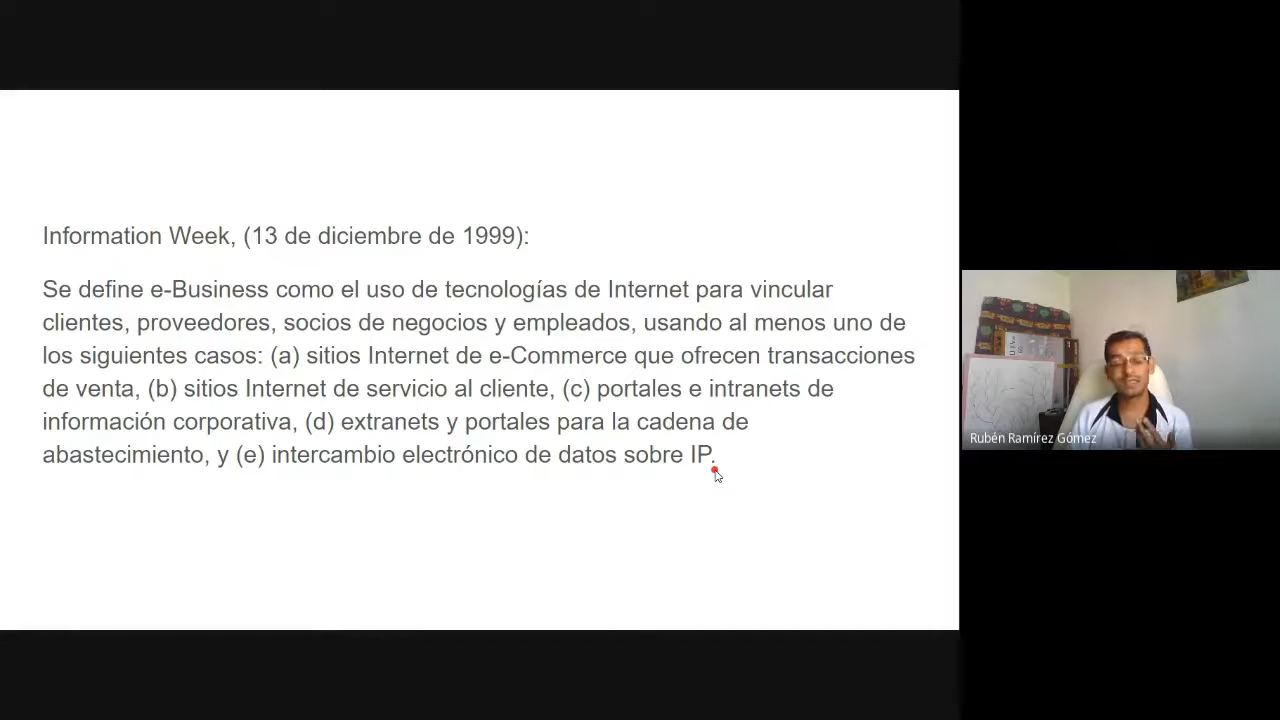 Information Week, (13 de diciembre de 1999):
Se define e-Business como el uso de tecnologías de Internet para vincular
clientes, proveedores, socios de negocios y empleados, usando al menos uno de
los siguientes casos: (a) sitios Internet de e-Commerce que ofrecen transacciones
de venta, (b) sitios Internet de servicio al cliente, (c) portales e intranets de
información corporativa, (d) extranets y portales para la cadena de
abastecimiento, y (e) intercambio electrónico de datos sobre IP.
Rubén Ramírez Gómez